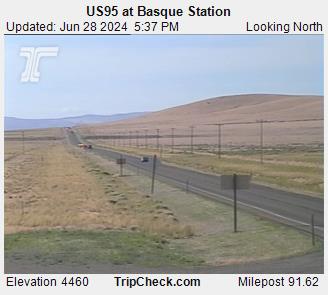 US95 at Basque Station
Updated: Jun 28 2024 5:37 PM Looking North
Elevation 4460 TripCheck.com Milepost 91.62